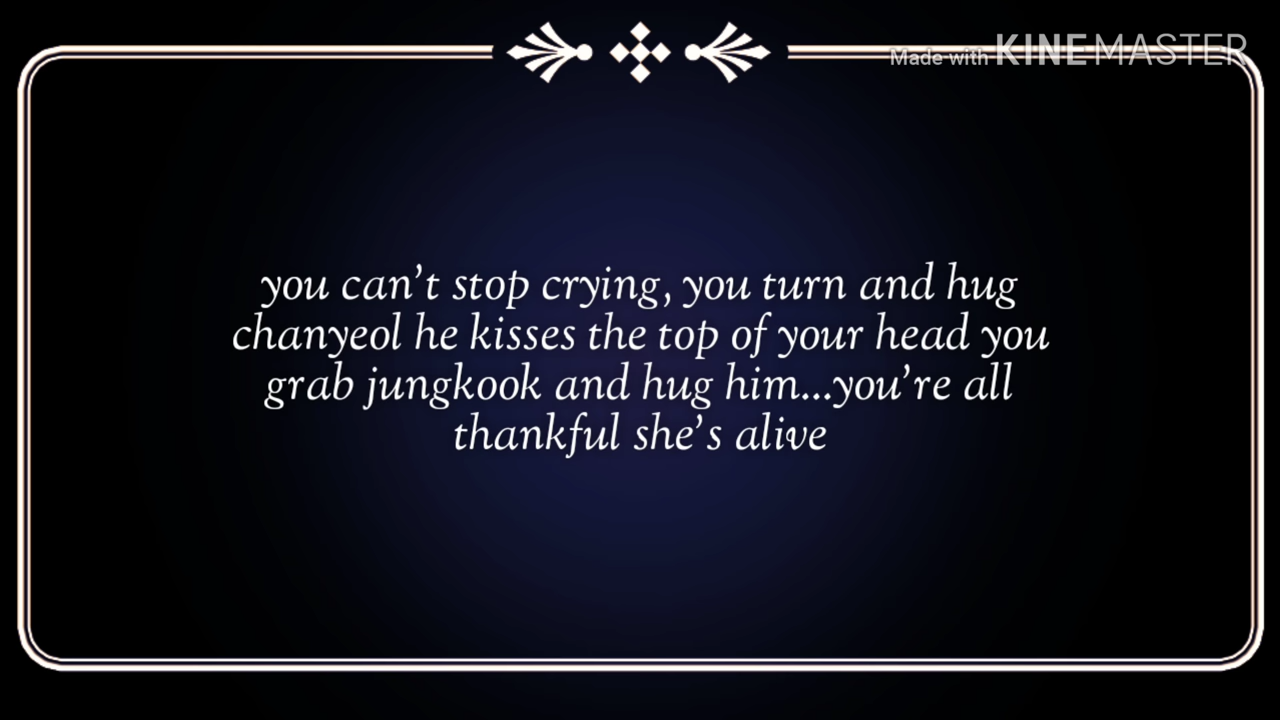 Made with KINEMASTER
you can’t stop crying, you turn and hug
chanyeol he kisses the top of your head you
grab jungkook and hug him...you’re all
thankful she’s alive